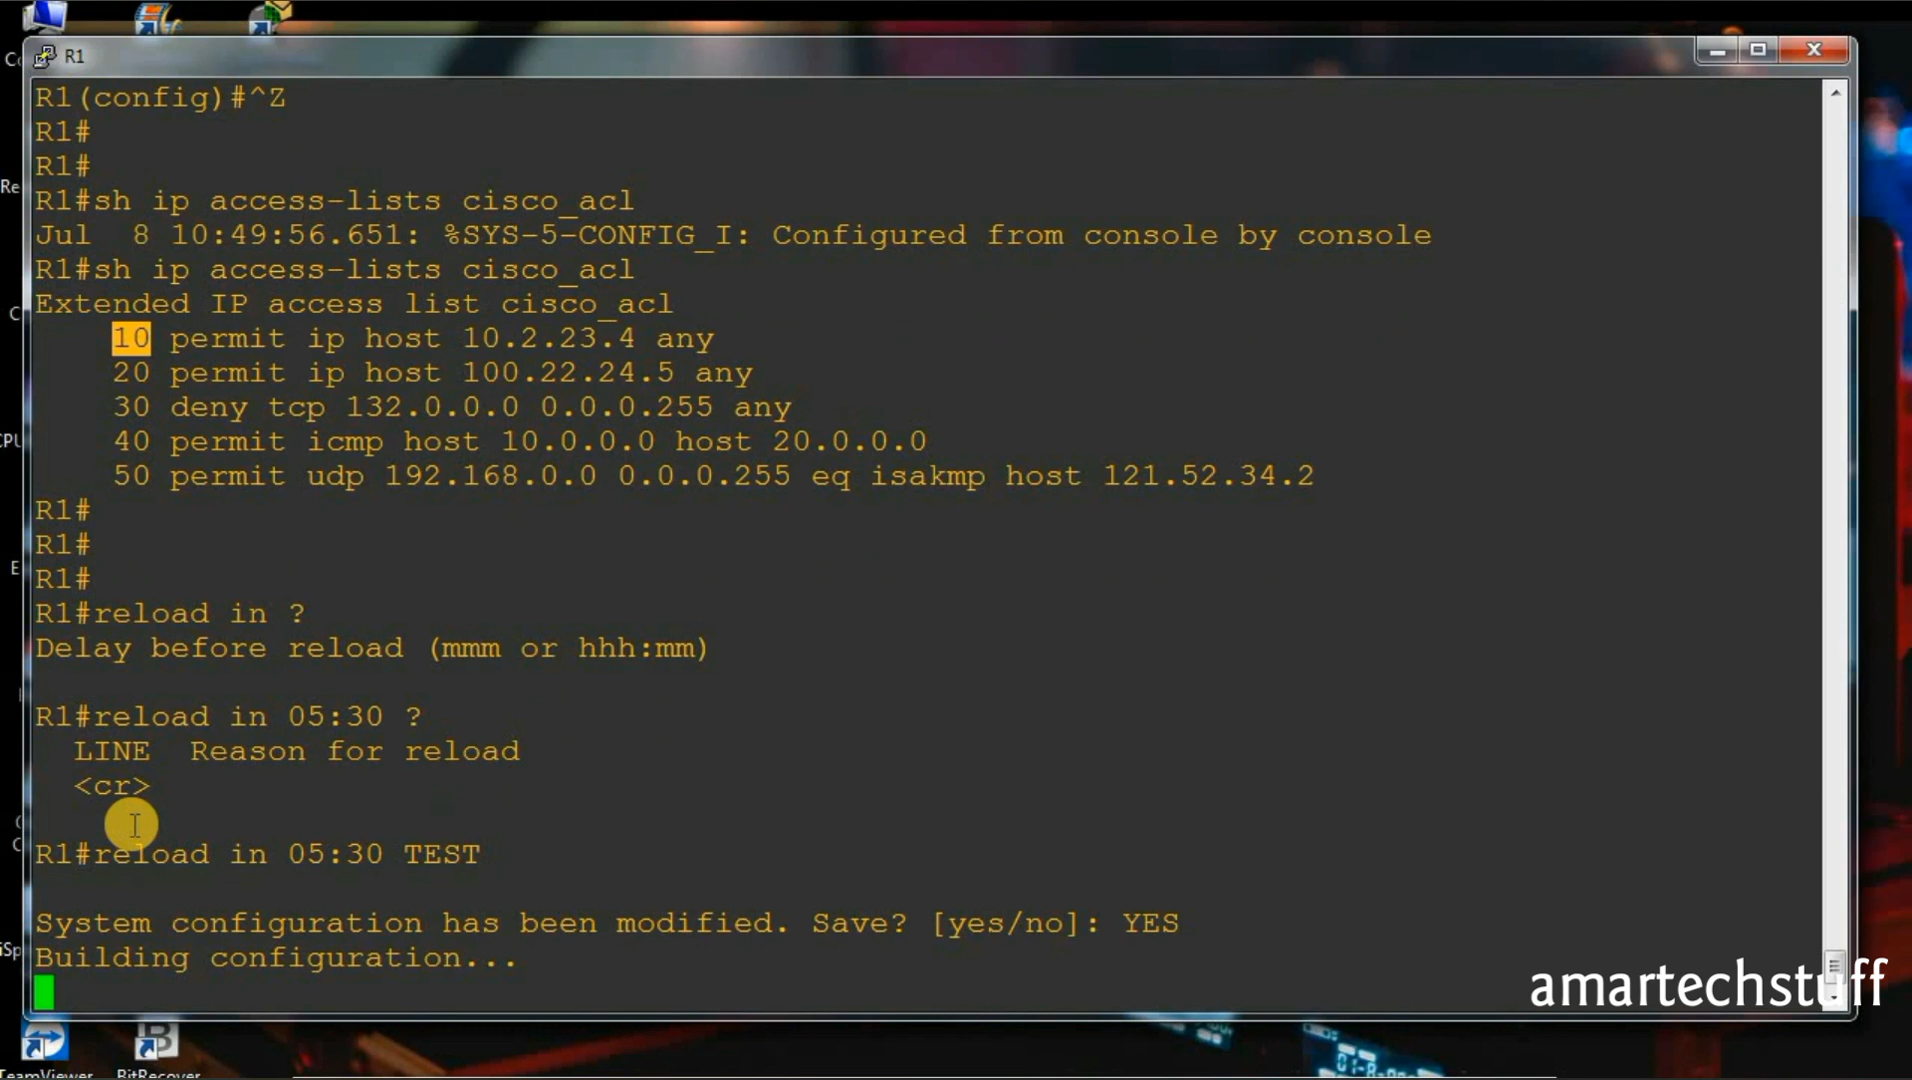 R1
R1(config)#^Z
R1#
R1#
R1#sh ip access-lists cisco_acl
Jul  8 10:49:56.651: %SYS-5-CONFIG_I: Configured from console by console
R1#sh ip access-lists cisco_acl
Extended IP access list cisco_acl
10 permit ip host 10.2.23.4 any
20 permit ip host 100.22.24.5 any
30 deny tcp 132.0.0.0 0.0.0.255 any
40 permit icmp host 10.0.0.0 host 20.0.0.0
50 permit udp 192.168.0.0 0.0.0.255 eq isakmp host 121.52.34.2
R1#
R1#
R1#
R1#reload in ?
Delay before reload (mmm or hhh:mm)
R1#reload in 05:30 ?
LINE  Reason for reload
<cr>
R1#reload in 05:30 TEST
System configuration has been modified. Save? [yes/no]: YES
Building configuration...
amartechstuff
TeamViewer
BitRecover